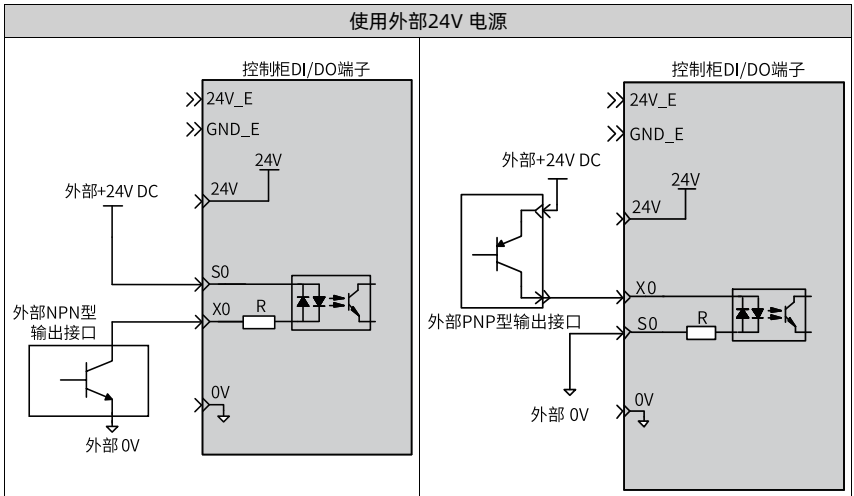 使用外部24V 电源
控制柜DI/DO端子
24V_E
GND_E
24V
24V
外部+24V DC
S0
X0
R
外部NPN型
输出接口
0V
外部 0V
控制柜DI/DO端子
24V_E
GND_E
外部+24V DC
24V
24V
X0
外部PNP型输出接口
S0
R
0V
外部 0V